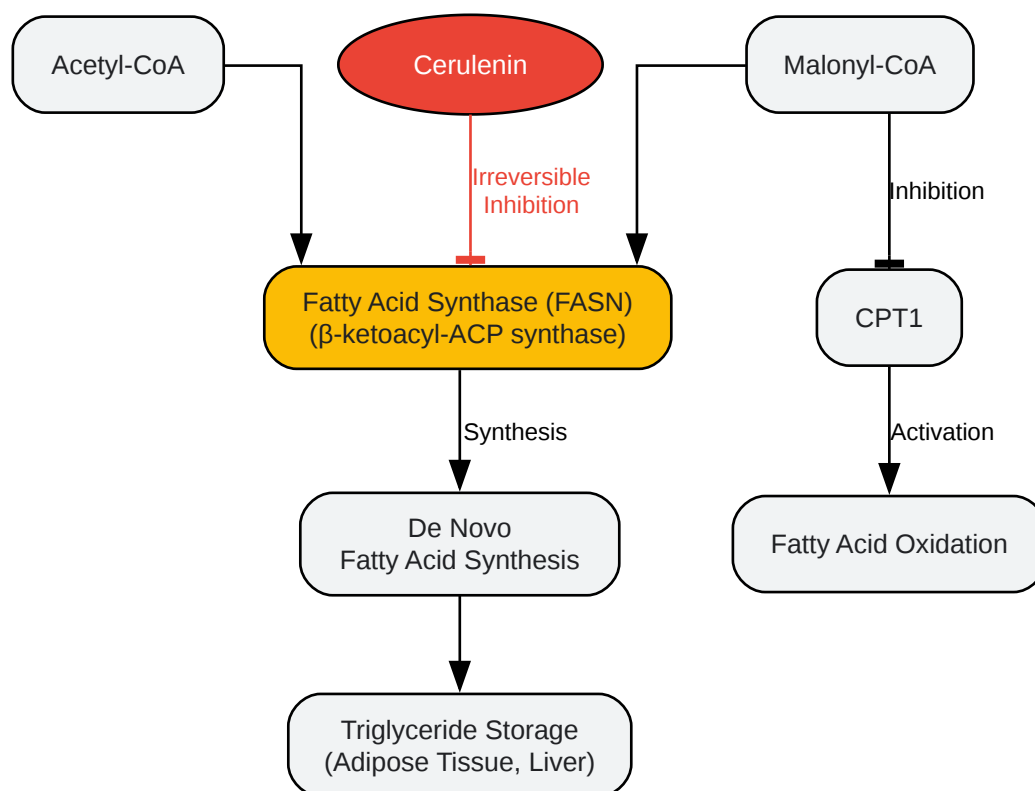 Acetyl-CoA
Cerulenin
Malonyl-CoA
Irreversible
Inhibition
Inhibition
Fatty Acid Synthase (FASN)
(β-ketoacyl-ACP synthase)
CPT1
Synthesis
Activation
De Novo
Fatty Acid Synthesis
Fatty Acid Oxidation
Triglyceride Storage
(Adipose Tissue, Liver)